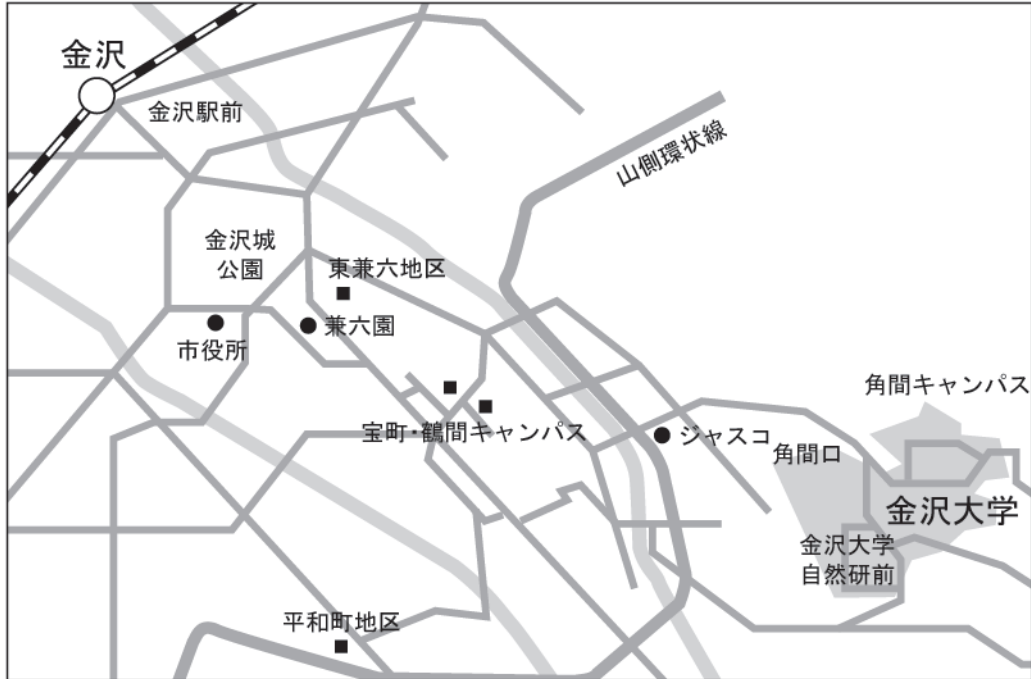 金沢
金沢駅前
山側環状線
金沢城
公園
東兼六地区
兼六園
市役所
角間キャンパス
宝町・鶴間キャンパス
ジャスコ
角間口
金沢大学
金沢大学
自然研前
平和町地区